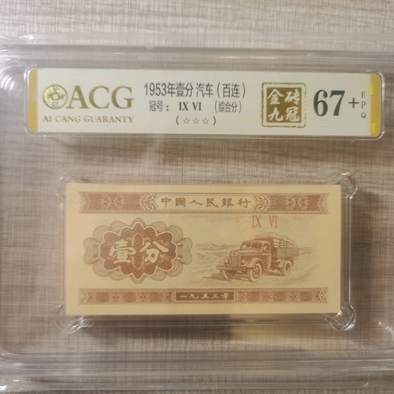 ACG
AI CANG GUARANTY
1953年壹分 汽车（百连）
冠号： IX VI （综合分）
（☆☆☆）
金砖
九冠
67+
EPQ
中國人民銀行
IX VI
壹分
一九五三年